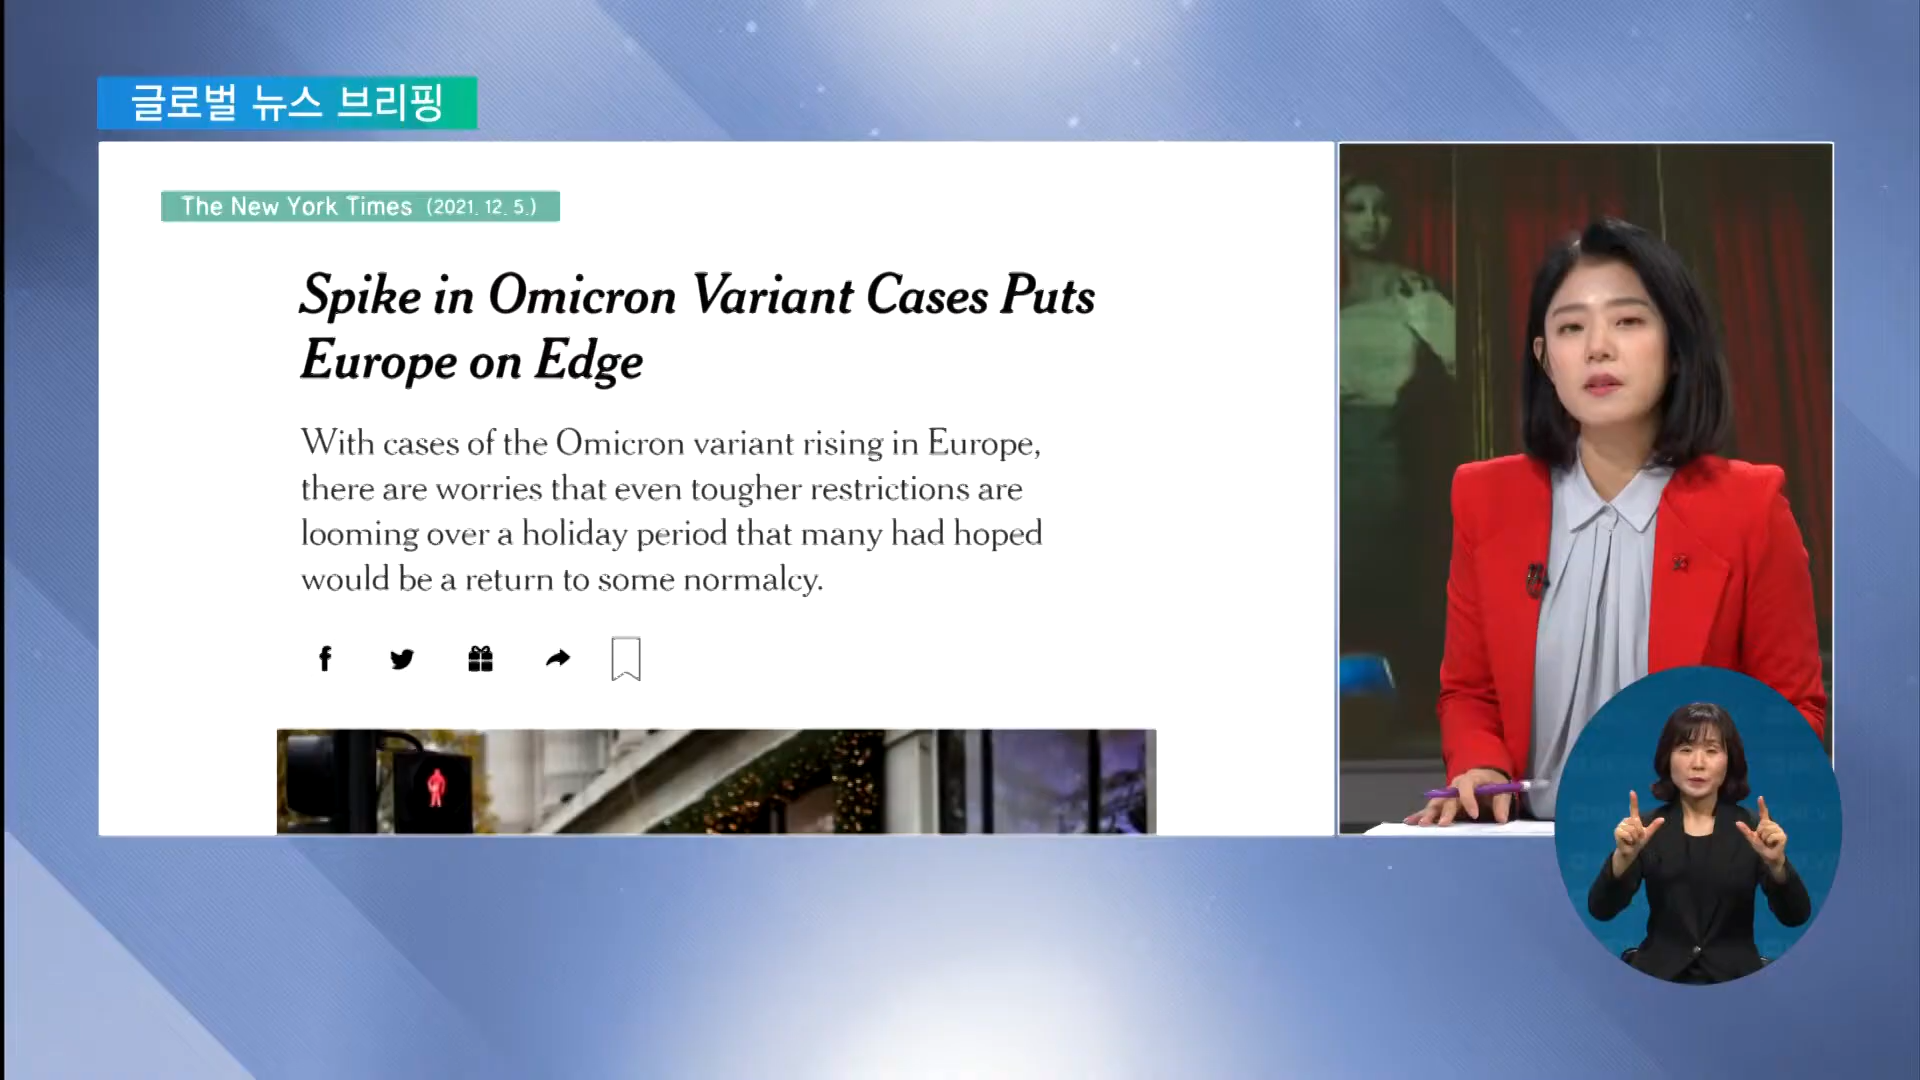 글로벌 뉴스 브리핑
The New York Times (2021. 12. 5.)
Spike in Omicron Variant Cases Puts
Europe on Edge
With cases of the Omicron variant rising in Europe,
there are worries that even tougher restrictions are
looming over a holiday period that many had hoped
would be a return to some normalcy.